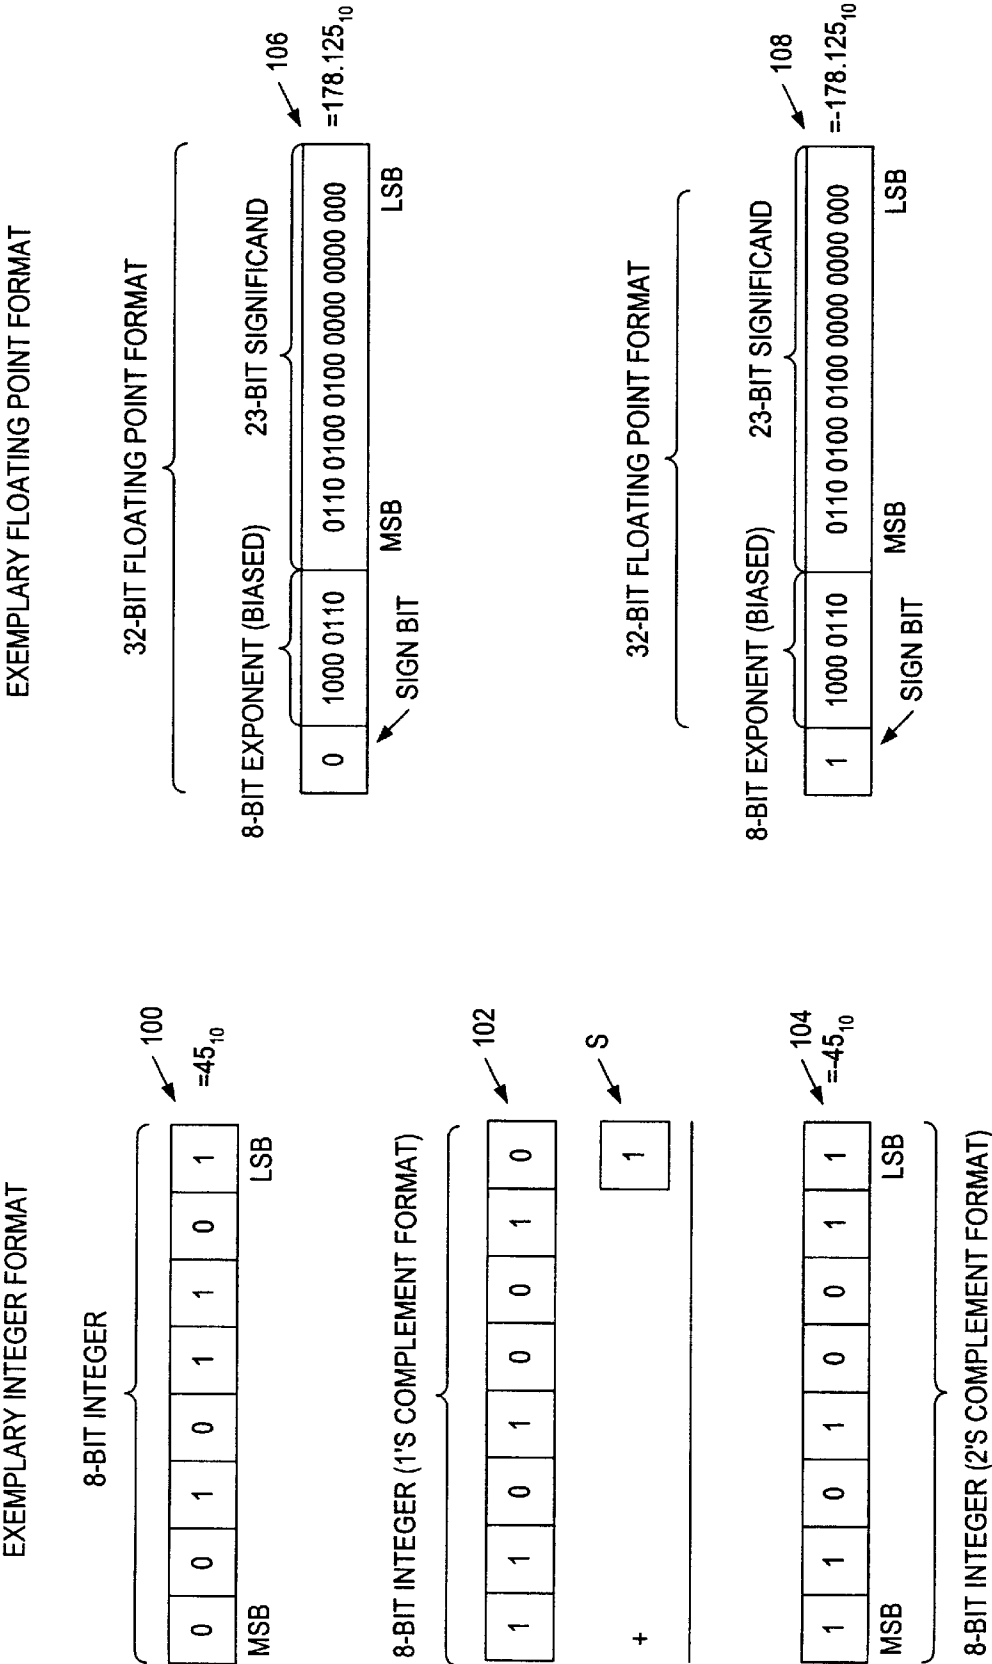 EXEMPLARY INTEGER FORMAT
8-BIT INTEGER
100
0 0 1 0 1 1 0 1
=45₁₀
MSB
LSB
8-BIT INTEGER (1'S COMPLEMENT FORMAT)
102
1 1 0 1 0 0 1 0
S
+
1
104
1 1 0 1 0 0 1 1
=-45₁₀
MSB
LSB
8-BIT INTEGER (2'S COMPLEMENT FORMAT)
EXEMPLARY FLOATING POINT FORMAT
32-BIT FLOATING POINT FORMAT
8-BIT EXPONENT (BIASED)
23-BIT SIGNIFICAND
106
0 1000 0110 0110 0100 0100 0000 0000 000
=178.125₁₀
SIGN BIT
MSB
LSB
32-BIT FLOATING POINT FORMAT
8-BIT EXPONENT (BIASED)
23-BIT SIGNIFICAND
108
1 1000 0110 0110 0100 0100 0000 0000 000
=-178.125₁₀
SIGN BIT
MSB
LSB